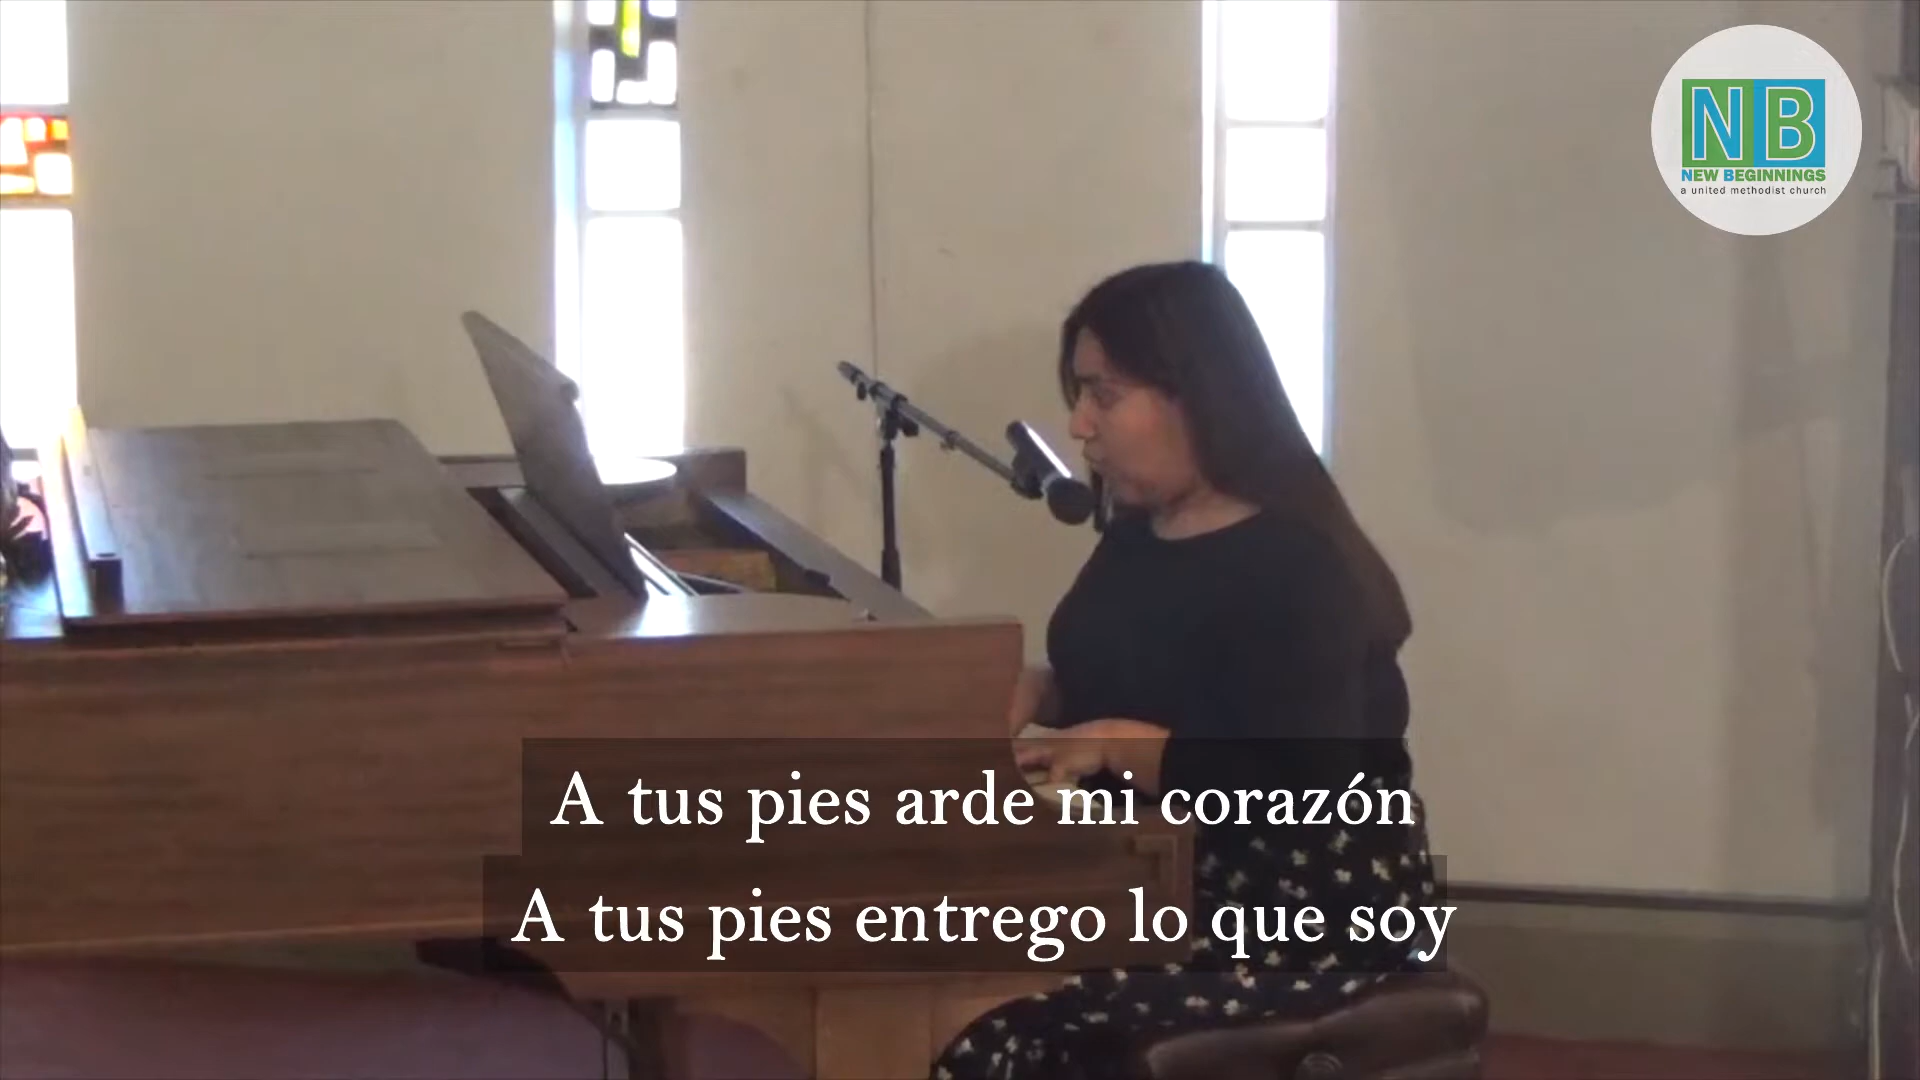 NB
NEW BEGINNINGS
a united methodist church
A tus pies arde mi corazón
A tus pies entrego lo que soy